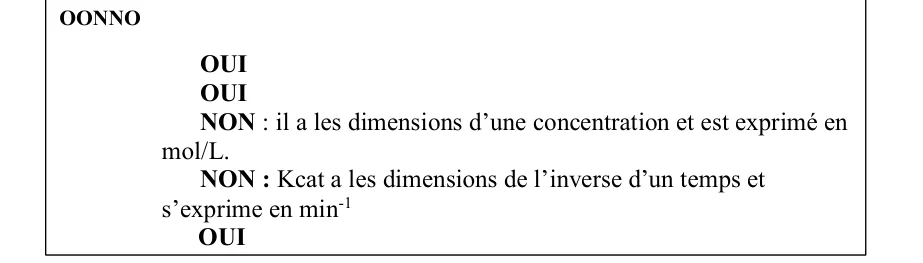 OONNO
OUI
OUI
NON : il a les dimensions d’une concentration et est exprimé en
mol/L.
NON : Kcat a les dimensions de l’inverse d’un temps et
s’exprime en min⁻¹
OUI